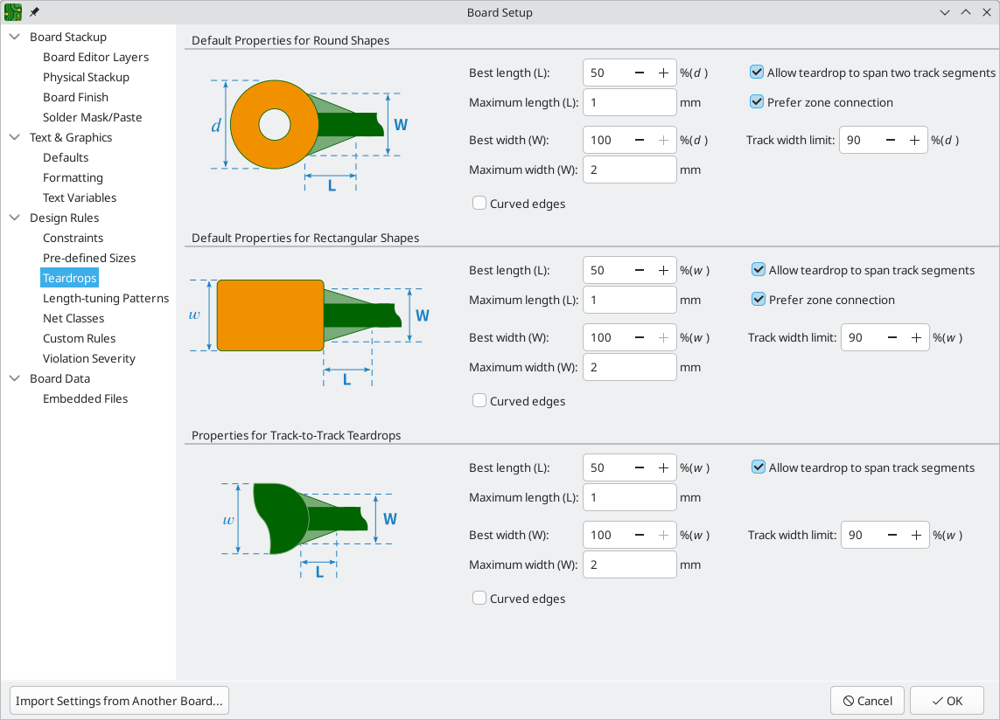 Board Setup
Board Stackup
Board Editor Layers
Physical Stackup
Board Finish
Solder Mask/Paste
Text & Graphics
Defaults
Formatting
Text Variables
Design Rules
Constraints
Pre-defined Sizes
Teardrops
Length-tuning Patterns
Net Classes
Custom Rules
Violation Severity
Board Data
Embedded Files
Default Properties for Round Shapes
d
W
L
Best length (L): 50 %(d )
Allow teardrop to span two track segments
Maximum length (L): 1 mm
Prefer zone connection
Best width (W): 100 %(d )
Track width limit: 90 %(d )
Maximum width (W): 2 mm
Curved edges
Default Properties for Rectangular Shapes
w
W
L
Best length (L): 50 %(w )
Allow teardrop to span track segments
Maximum length (L): 1 mm
Prefer zone connection
Best width (W): 100 %(w )
Track width limit: 90 %(w )
Maximum width (W): 2 mm
Curved edges
Properties for Track-to-Track Teardrops
w
W
L
Best length (L): 50 %(w )
Allow teardrop to span track segments
Maximum length (L): 1 mm
Best width (W): 100 %(w )
Track width limit: 90 %(w )
Maximum width (W): 2 mm
Curved edges
Import Settings from Another Board...
Cancel
OK